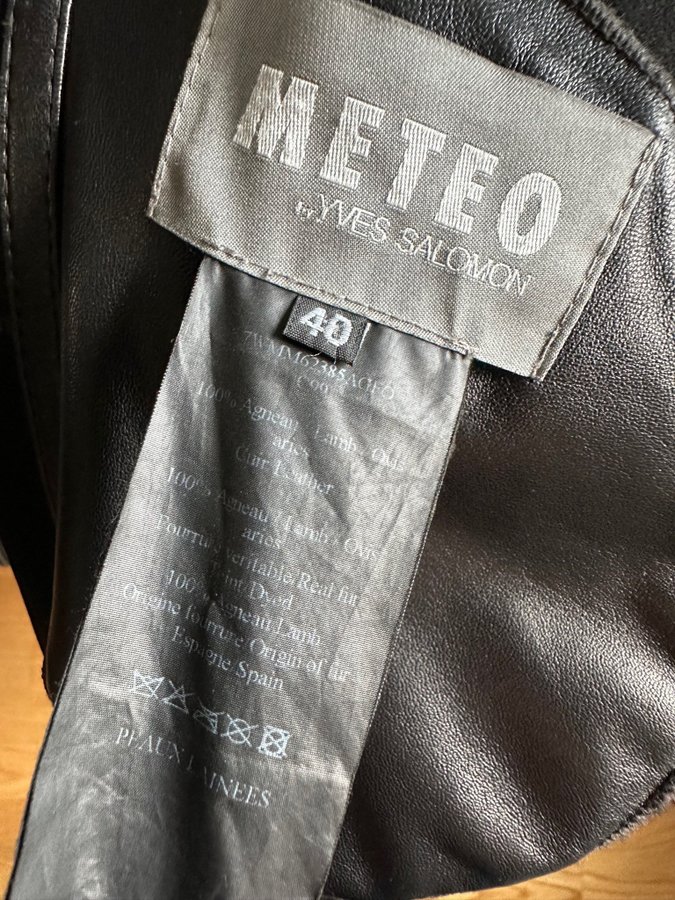 METEO
by YVES SALOMON
40
100% Agneau / Lamb / Ovis
aries
Cuir Leather
100% Agneau / Lamb / Ovis
aries
Fourrure véritable/Real fur
Teint Dyed
100% Agneau Lamb
Origine fourrure Origin of fur
Espagne Spain
PEAUX LAINEES